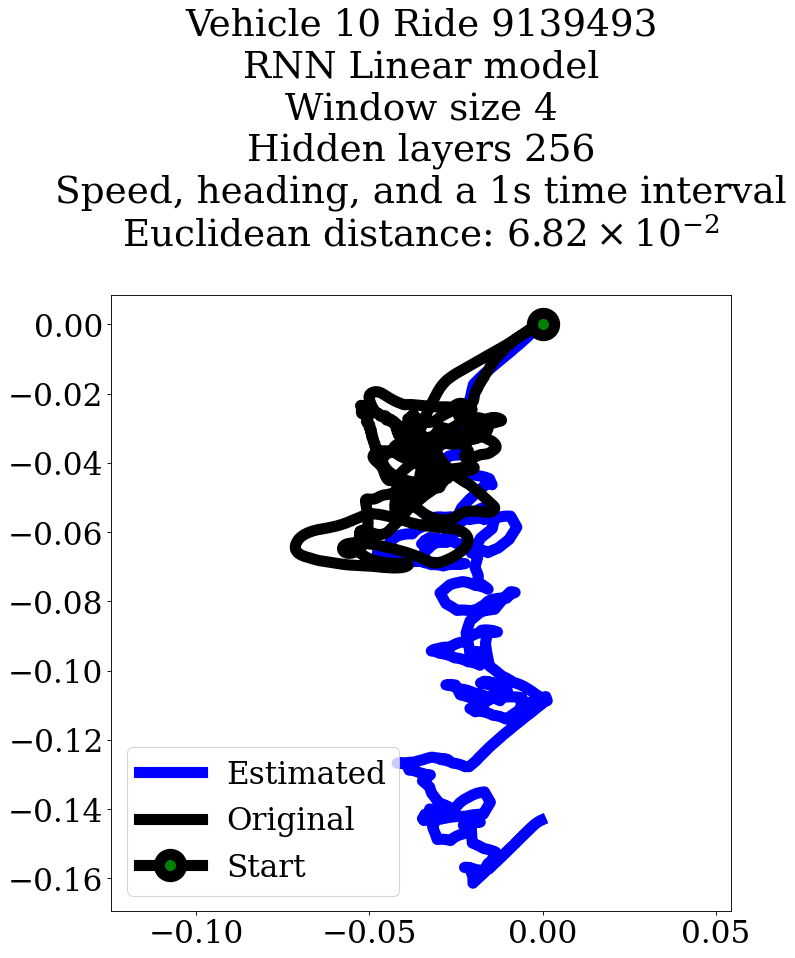 Vehicle 10 Ride 9139493
RNN Linear model
Window size 4
Hidden layers 256
Speed, heading, and a 1s time interval
Euclidean distance: 6.82 × 10⁻²
0.00
−0.02
−0.04
−0.06
−0.08
−0.10
−0.12
−0.14
−0.16
Estimated
Original
Start
−0.10
−0.05
0.00
0.05